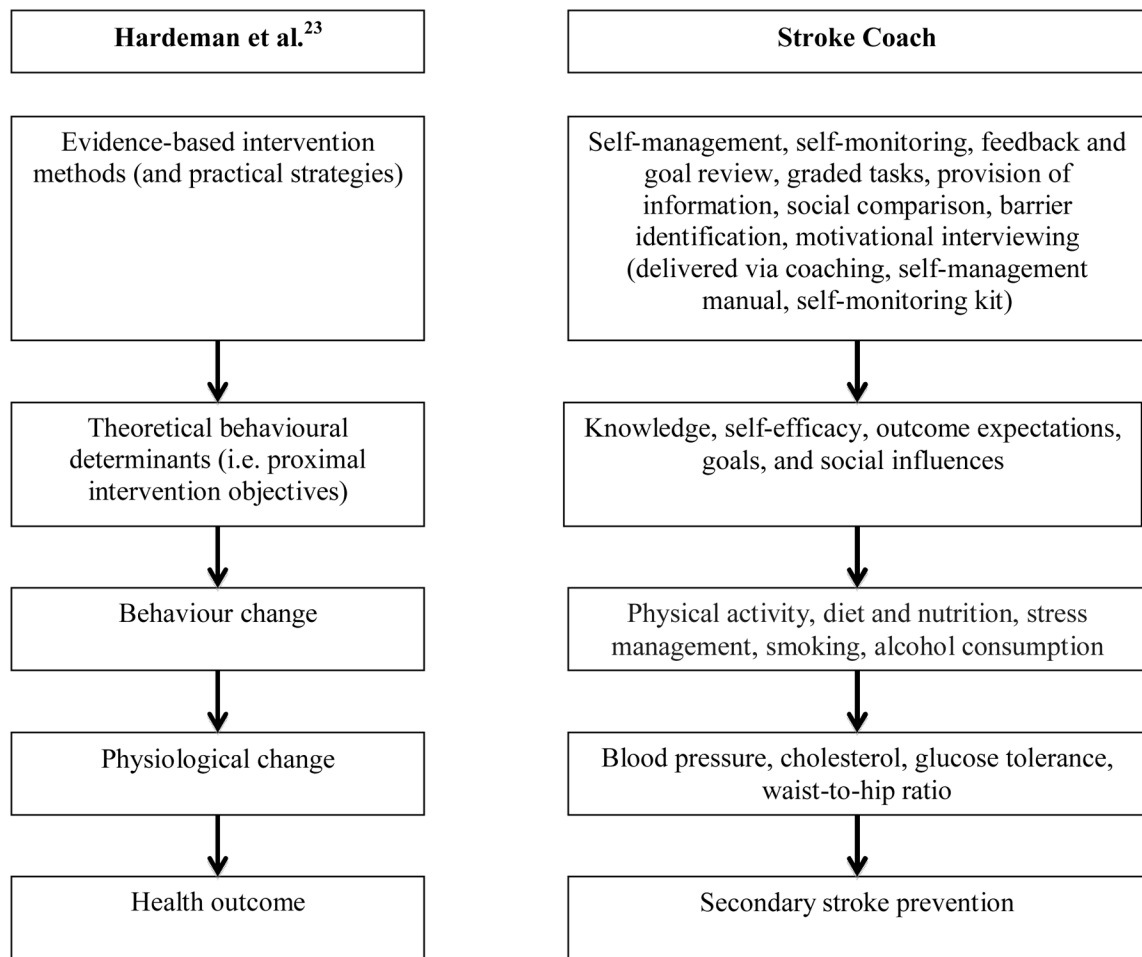 Hardeman et al.23
Stroke Coach
Evidence-based intervention
methods (and practical strategies)
Self-management, self-monitoring, feedback and
goal review, graded tasks, provision of
information, social comparison, barrier
identification, motivational interviewing
(delivered via coaching, self-management
manual, self-monitoring kit)
Theoretical behavioural
determinants (i.e. proximal
intervention objectives)
Knowledge, self-efficacy, outcome expectations,
goals, and social influences
Behaviour change
Physical activity, diet and nutrition, stress
management, smoking, alcohol consumption
Physiological change
Blood pressure, cholesterol, glucose tolerance,
waist-to-hip ratio
Health outcome
Secondary stroke prevention